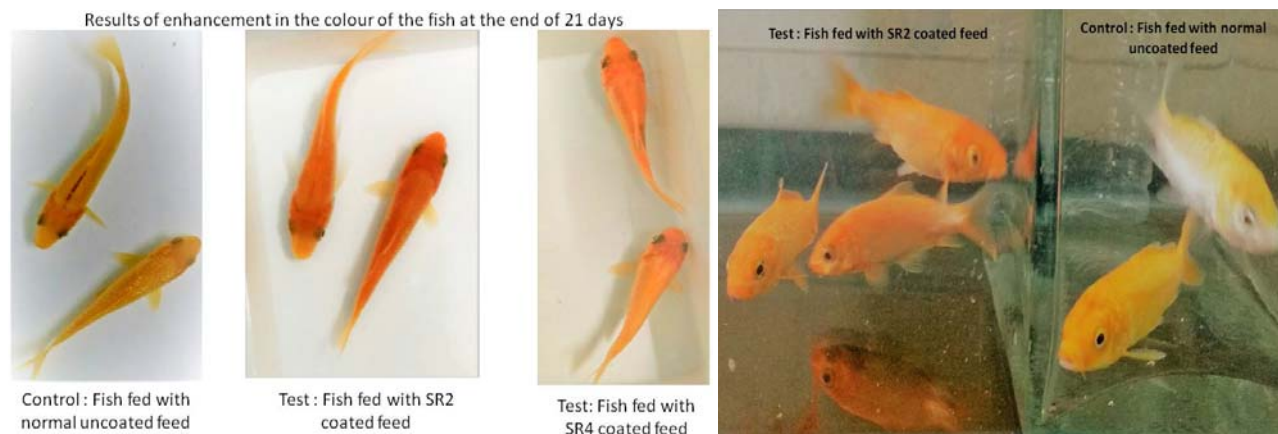 Results of enhancement in the colour of the fish at the end of 21 days
Control : Fish fed with
normal uncoated feed
Test : Fish fed with SR2
coated feed
Test: Fish fed with
SR4 coated feed
Test : Fish fed with SR2 coated feed
Control : Fish fed with normal
uncoated feed